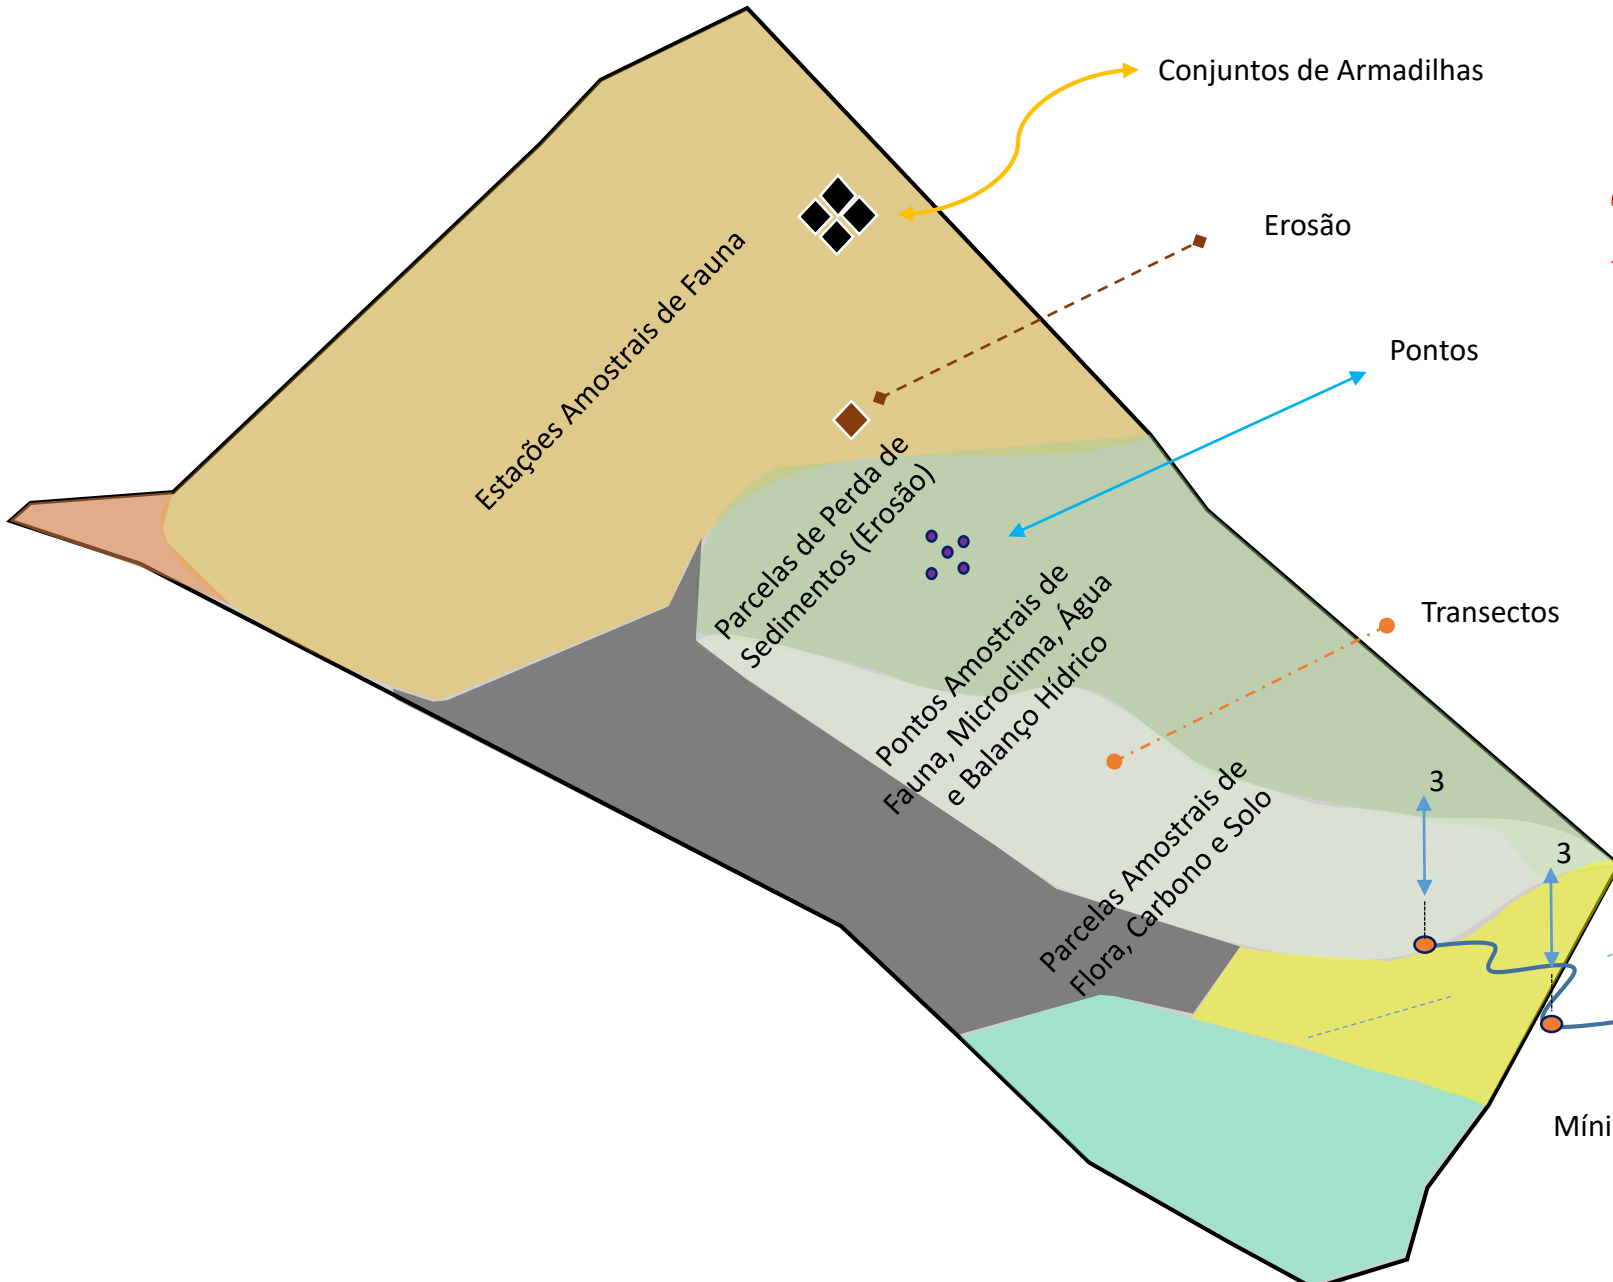 Conjuntos de Armadilhas
Erosão
Estações Amostrais de Fauna
Pontos
Parcelas de Perda de
Sedimentos (Erosão)
Pontos Amostrais de
Fauna, Microclima, Água
e Balanço Hídrico
Transectos
Parcelas Amostrais de
Flora, Carbono e Solo
3
3
Míni